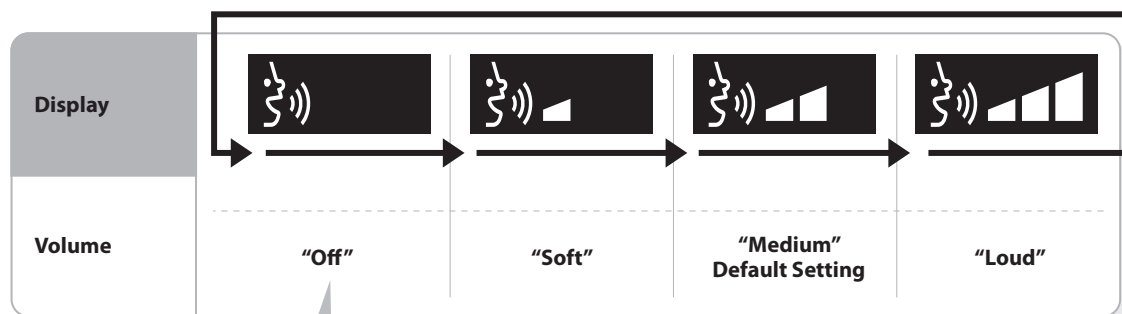 Display
Volume
“Off”
“Soft”
“Medium”
Default Setting
“Loud”